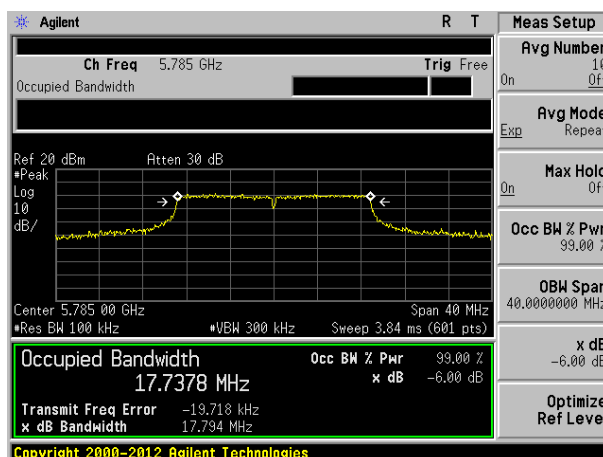 Agilent R T Meas Setup
Ch Freq 5.785 GHz Trig Free
Occupied Bandwidth
Ref 20 dBm Atten 30 dB
#Peak
Log
10
dB/
Center 5.785 00 GHz Span 40 MHz
#Res BW 100 kHz #VBW 300 kHz Sweep 3.84 ms (601 pts)
Occupied Bandwidth Occ BW % Pwr 99.00 %
17.7378 MHz x dB -6.00 dB
Transmit Freq Error -19.718 kHz
x dB Bandwidth 17.794 MHz
Copyright 2000-2012 Agilent Technologies
Avg Number
10
On Off
Avg Mode
Exp Repeat
Max Hold
On Off
Occ BW % Pwr
99.00 %
OBW Span
40.0000000 MHz
x dB
-6.00 dB
Optimize
Ref Level